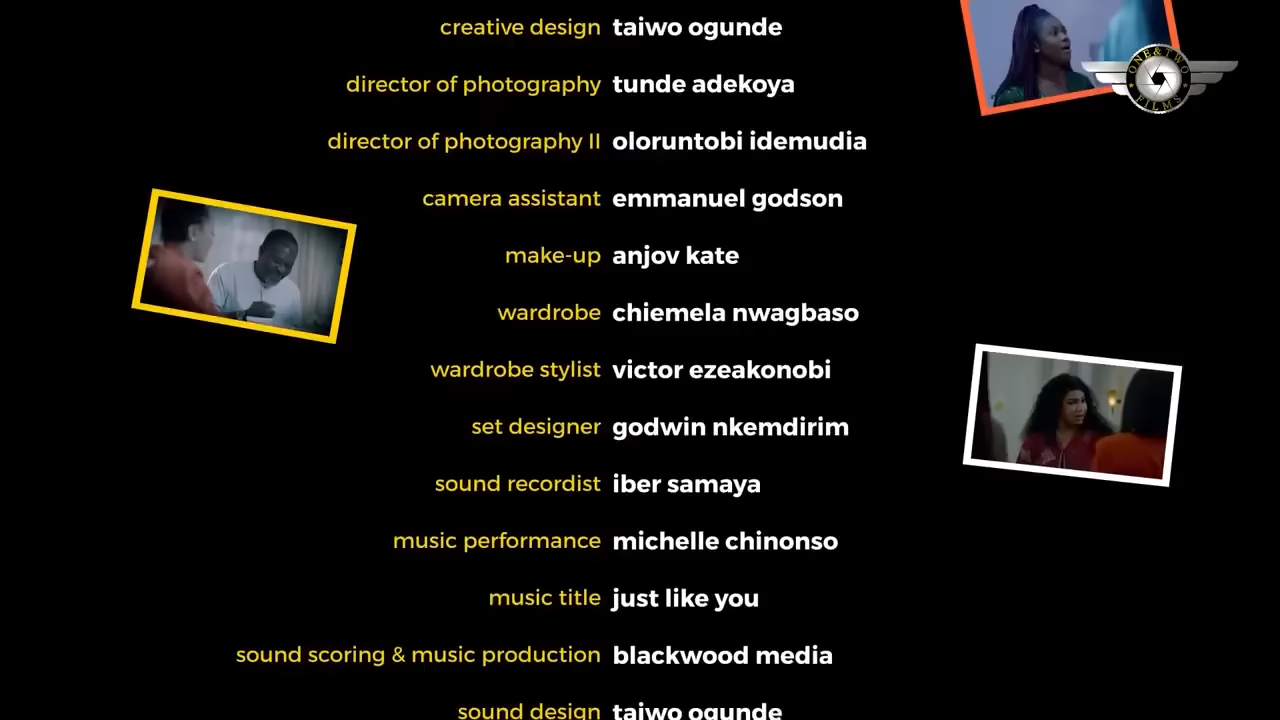 creative design taiwo ogunde
director of photography tunde adekoya
director of photography II oloruntobi idemudia
camera assistant emmanuel godson
make-up anjov kate
wardrobe chiemela nwagbaso
wardrobe stylist victor ezeakonobi
set designer godwin nkemdirim
sound recordist iber samaya
music performance michelle chinonso
music title just like you
sound scoring & music production blackwood media
sound design taiwo ogunde
ONE&TWO
FILMS